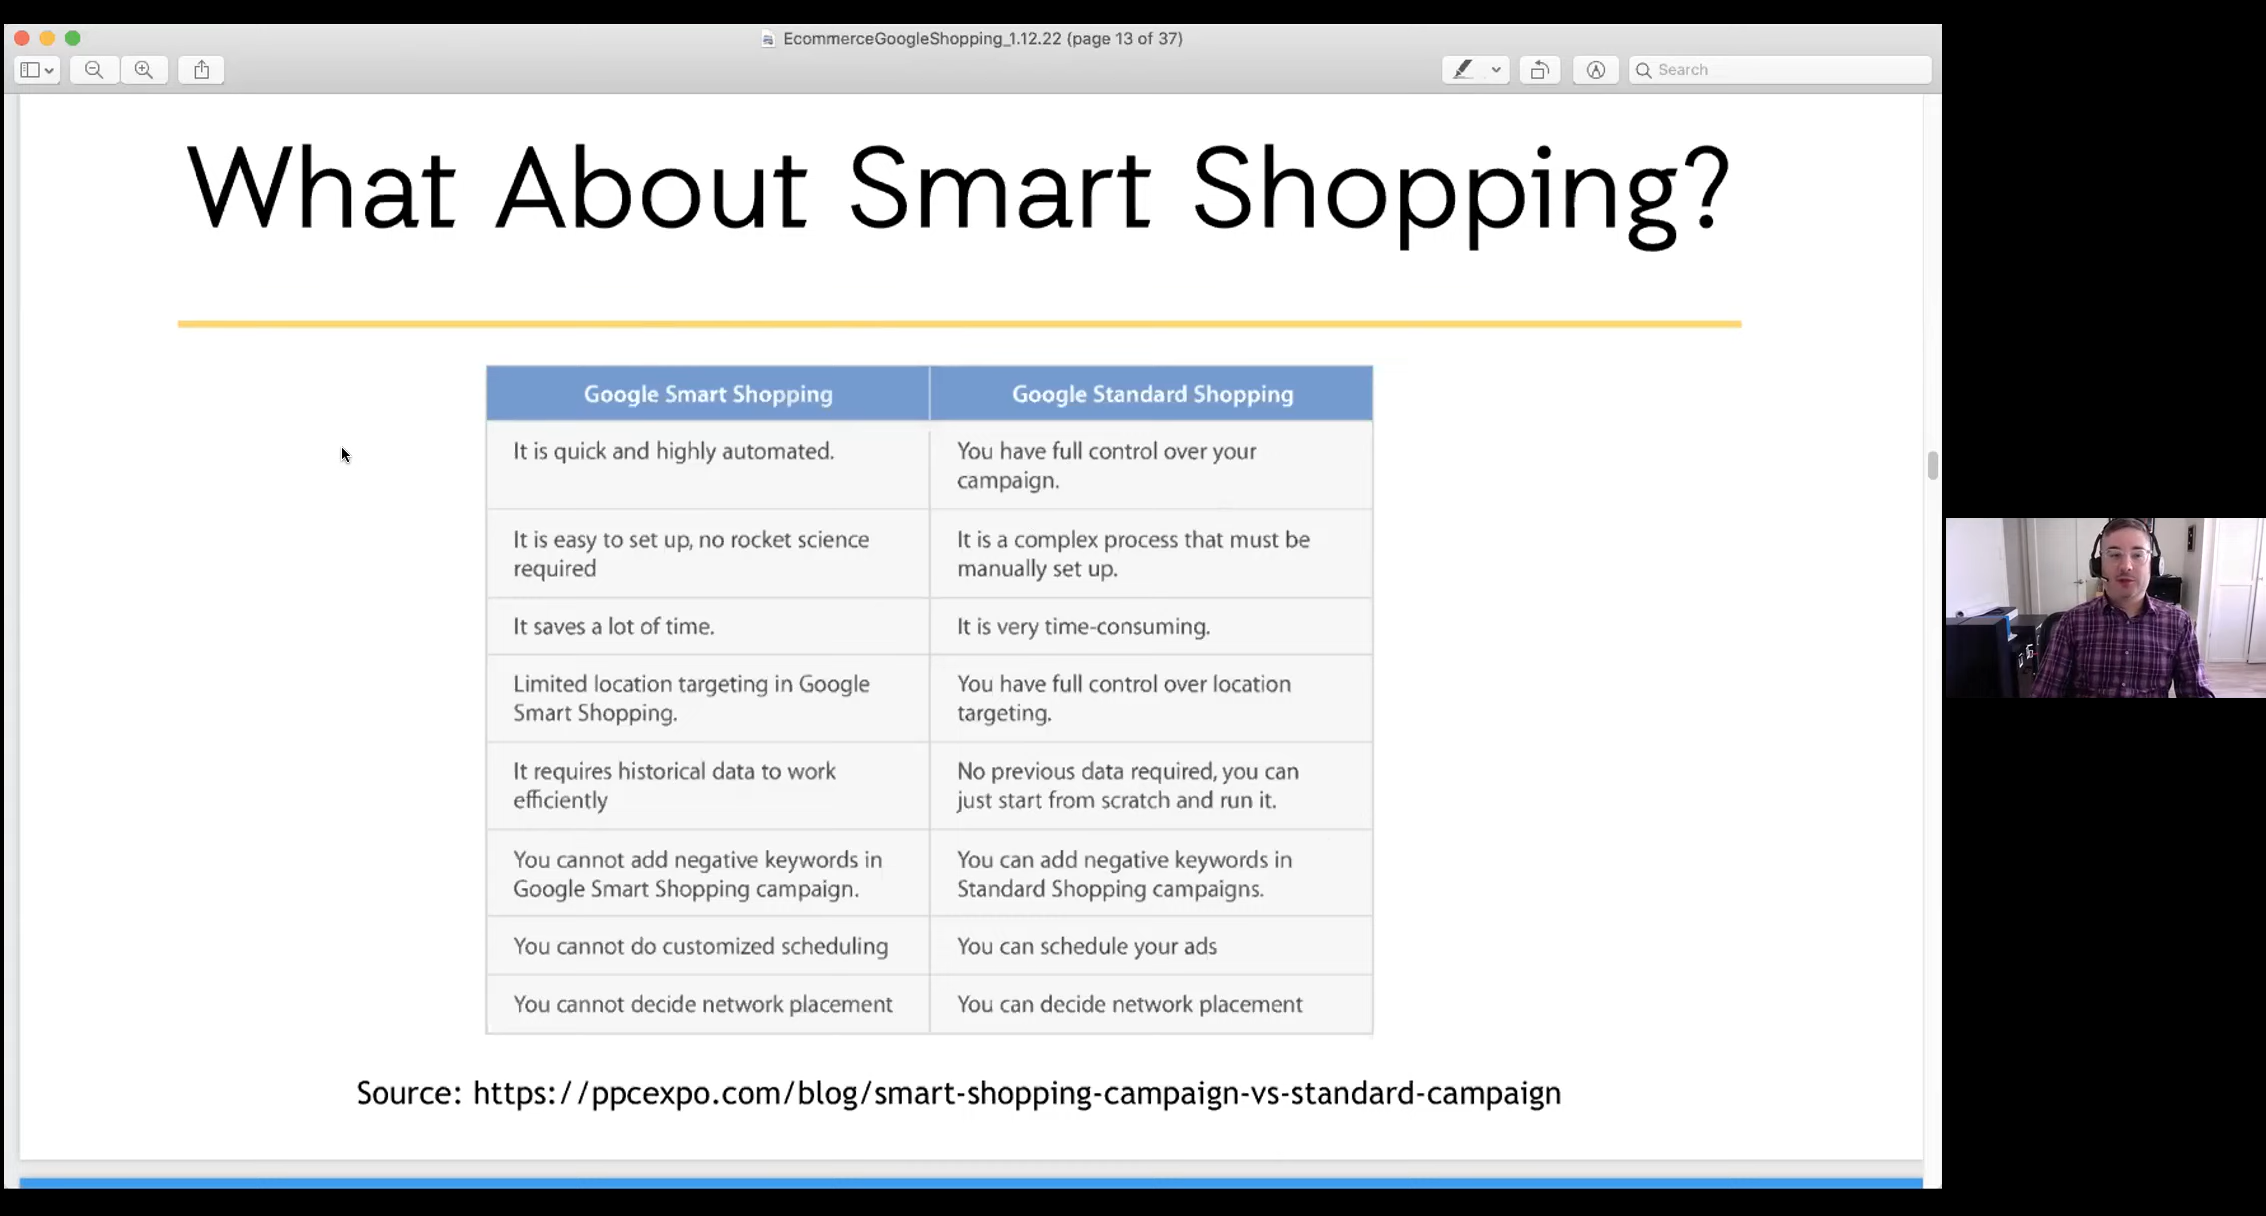 EcommerceGoogleShopping_1.12.22 (page 13 of 37)
Search
What About Smart Shopping?
Google Smart Shopping
Google Standard Shopping
It is quick and highly automated.
You have full control over your
campaign.
It is easy to set up, no rocket science
required
It is a complex process that must be
manually set up.
It saves a lot of time.
It is very time-consuming.
Limited location targeting in Google
Smart Shopping.
You have full control over location
targeting.
It requires historical data to work
efficiently
No previous data required, you can
just start from scratch and run it.
You cannot add negative keywords in
Google Smart Shopping campaign.
You can add negative keywords in
Standard Shopping campaigns.
You cannot do customized scheduling
You can schedule your ads
You cannot decide network placement
You can decide network placement
Source: https://ppcexpo.com/blog/smart-shopping-campaign-vs-standard-campaign